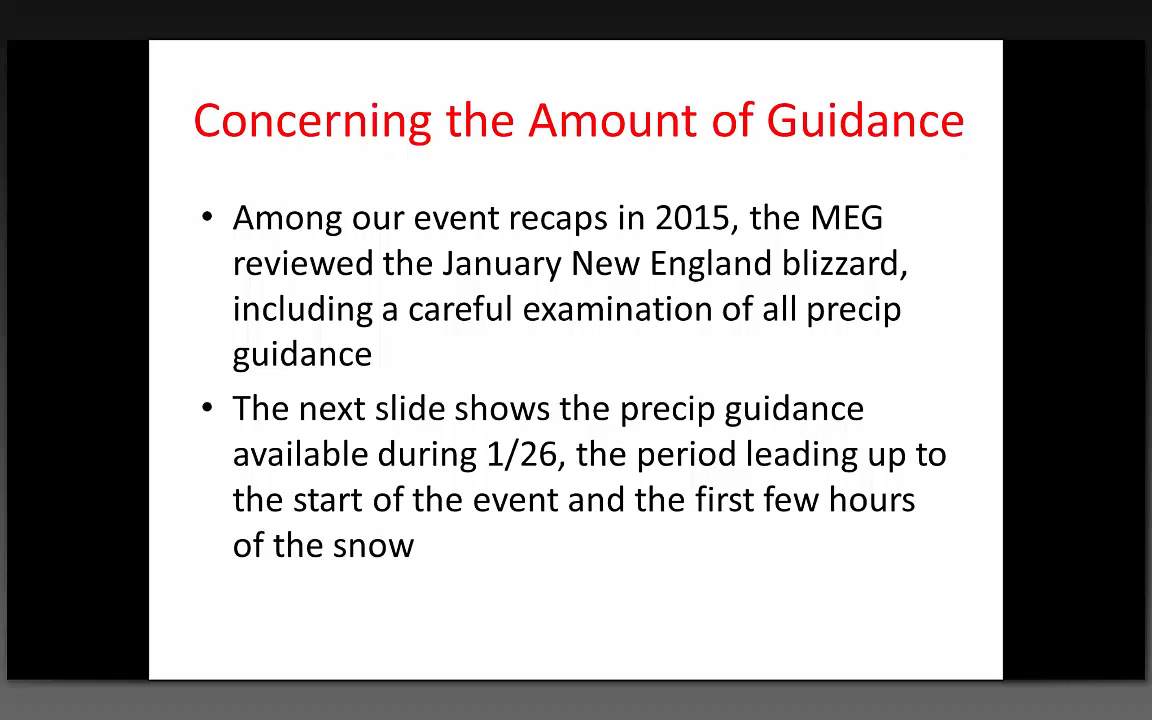 Concerning the Amount of Guidance
• Among our event recaps in 2015, the MEG
reviewed the January New England blizzard,
including a careful examination of all precip
guidance
• The next slide shows the precip guidance
available during 1/26, the period leading up to
the start of the event and the first few hours
of the snow